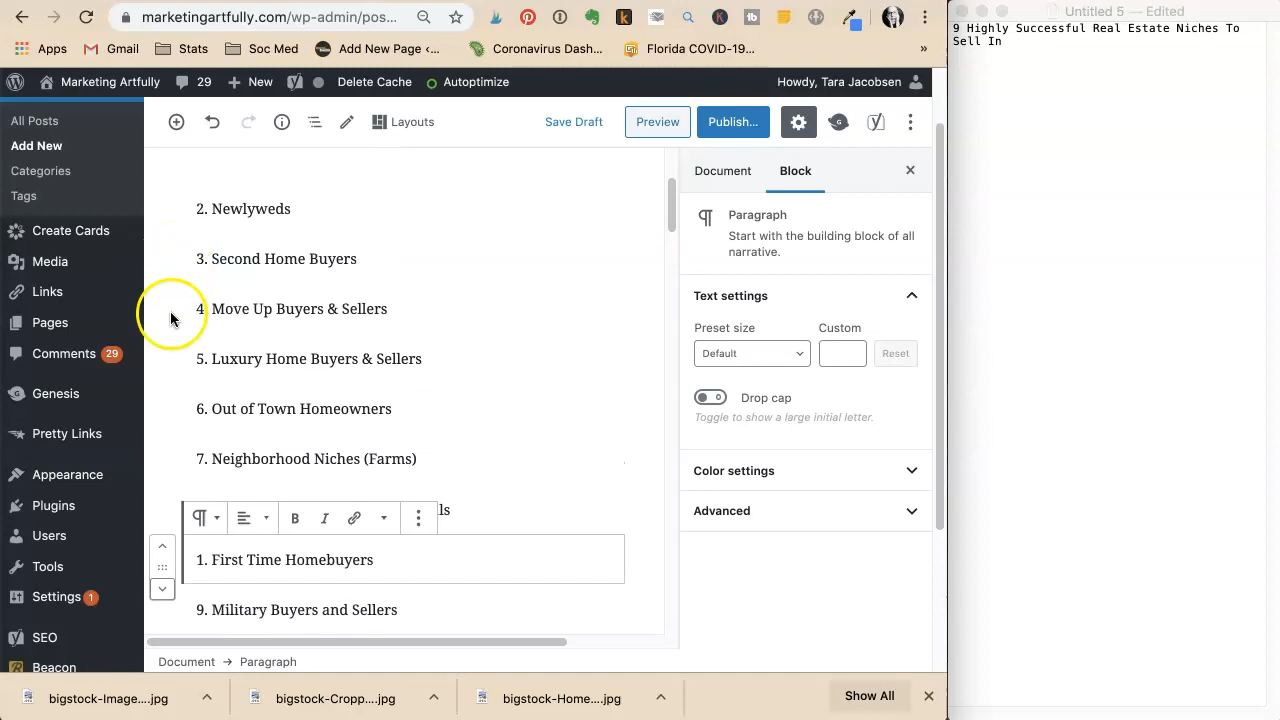 marketingartfully.com/wp-admin/pos...
Untitled 5 — Edited
Apps
Gmail
Stats
Soc Med
Add New Page ‹...
Coronavirus Dash...
Florida COVID-19...
»
9 Highly Successful Real Estate Niches To
Sell In
Marketing Artfully
29
New
Delete Cache
Autoptimize
Howdy, Tara Jacobsen
All Posts
Add New
Categories
Tags
Create Cards
Media
Links
Pages
Comments 29
Genesis
Pretty Links
Appearance
Plugins
Users
Tools
Settings 1
SEO
Beacon
Layouts
Save Draft
Preview
Publish...
2. Newlyweds
3. Second Home Buyers
4. Move Up Buyers & Sellers
5. Luxury Home Buyers & Sellers
6. Out of Town Homeowners
7. Neighborhood Niches (Farms)
ls
B I
1. First Time Homebuyers
9. Military Buyers and Sellers
Document → Paragraph
Document
Block
Paragraph
Start with the building block of all
narrative.
Text settings
Preset size
Custom
Default
Reset
Drop cap
Toggle to show a large initial letter.
Color settings
Advanced
bigstock-Image....jpg
bigstock-Cropp....jpg
bigstock-Home....jpg
Show All